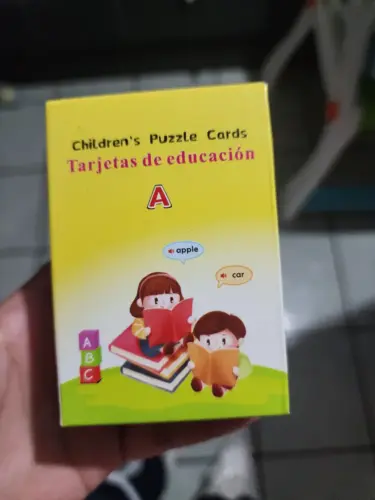 Children's Puzzle Cards
Tarjetas de educación
A
apple
car
A
B
C